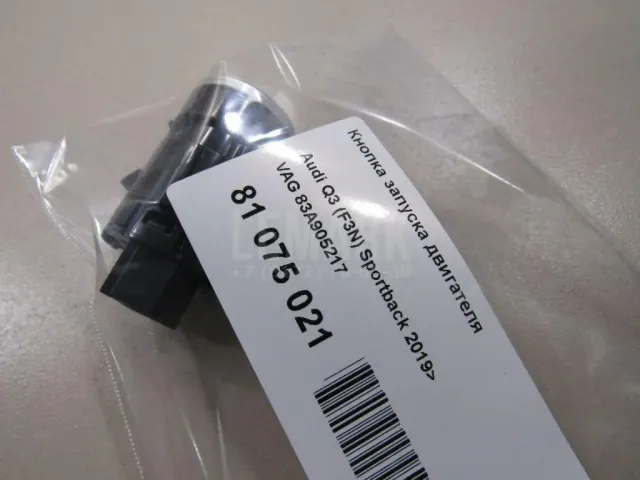 Кнопка запуска двигателя
Audi Q3 (F3N) Sportback 2019>
VAG 83A905217
81 075 021